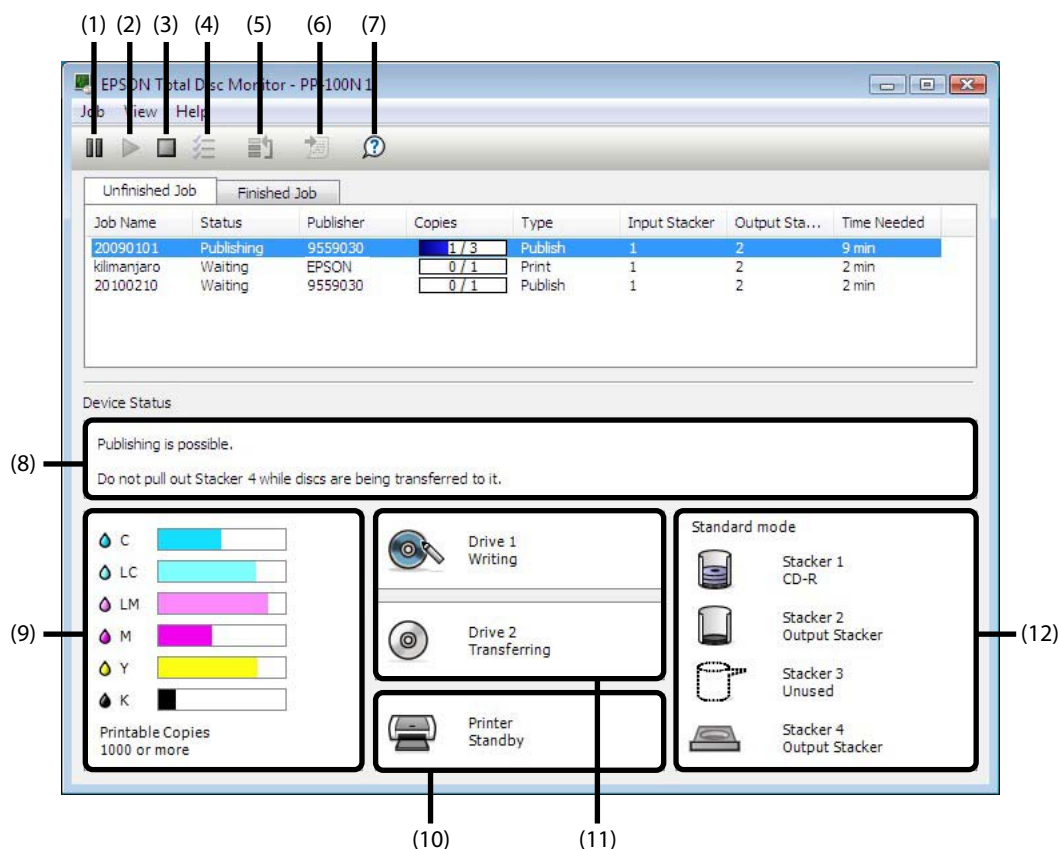 (1) (2) (3) (4) (5) (6) (7)
EPSON Total Disc Monitor - PP-100N 1
Job View Help
Unfinished Job Finished Job
Job Name Status Publisher Copies Type Input Stacker Output Sta... Time Needed
20090101 Publishing 9559030 1 / 3 Publish 1 2 9 min
kilimanjaro Waiting EPSON 0 / 1 Print 1 2 2 min
20100210 Waiting 9559030 0 / 1 Publish 1 2 2 min
Device Status
(8)
Publishing is possible.
Do not pull out Stacker 4 while discs are being transferred to it.
(9)
C
LC
LM
M
Y
K
Printable Copies
1000 or more
Drive 1
Writing
Drive 2
Transferring
Printer
Standby
Standard mode
Stacker 1
CD-R
Stacker 2
Output Stacker
Stacker 3
Unused
Stacker 4
Output Stacker
(12)
(10) (11)